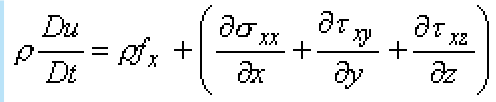 ρ Du/Dt = ρf_x + (∂σ_xx/∂x + ∂τ_xy/∂y + ∂τ_xz/∂z)